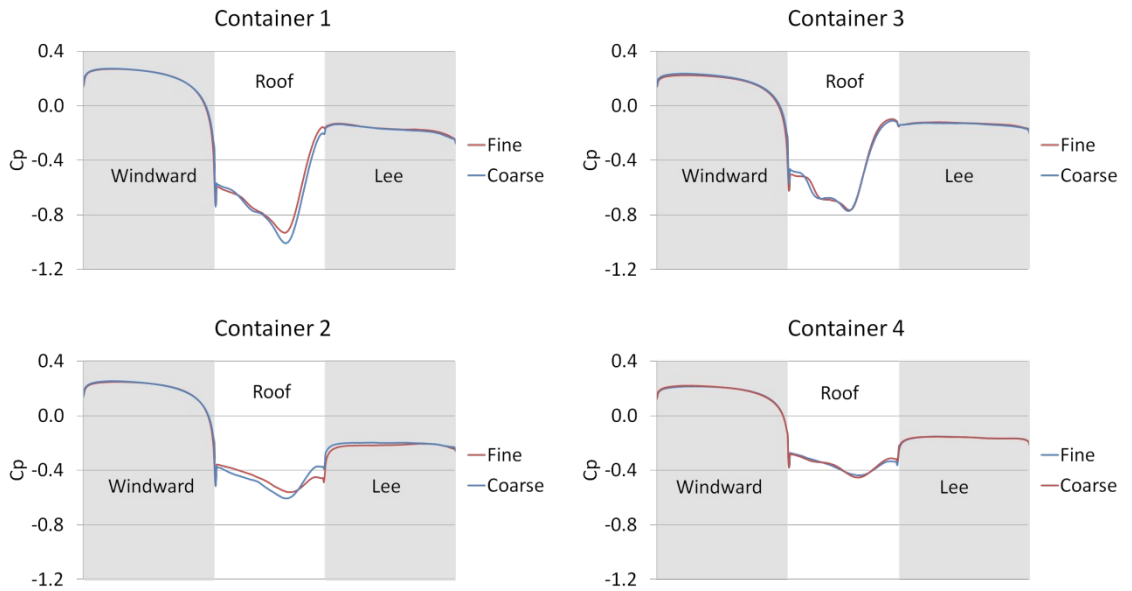 Container 1
0.4
0.0
-0.4
-0.8
-1.2
Cp
Roof
Windward
Lee
Fine
Coarse
Container 3
0.4
0.0
-0.4
-0.8
-1.2
Cp
Roof
Windward
Lee
Fine
Coarse
Container 2
0.4
0.0
-0.4
-0.8
-1.2
Cp
Roof
Windward
Lee
Fine
Coarse
Container 4
0.4
0.0
-0.4
-0.8
-1.2
Cp
Roof
Windward
Lee
Fine
Coarse